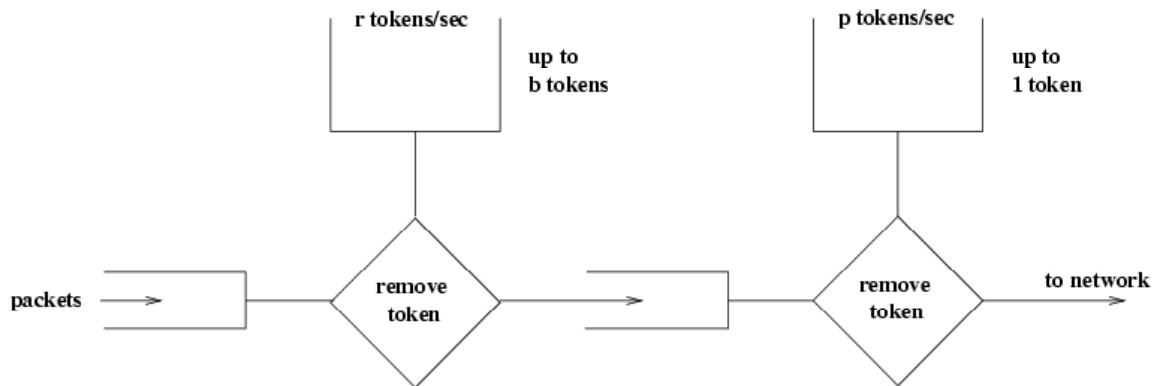 r tokens/sec
up to
b tokens
p tokens/sec
up to
1 token
packets
remove
token
remove
token
to network